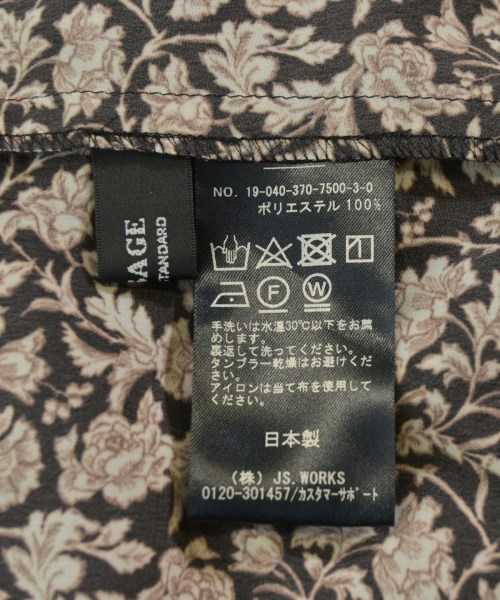 SAGE
STANDARD
NO. 19-040-370-7500-3-0
ポリエステル 100%
F
W
手洗いは水温30℃以下をお薦
めします。
裏返して洗ってください。
タンブラー乾燥はお避けくだ
さい。
アイロンは当て布を使用して
ください。
日本製
(株) JS.WORKS
0120-301457/カスタマーサポート